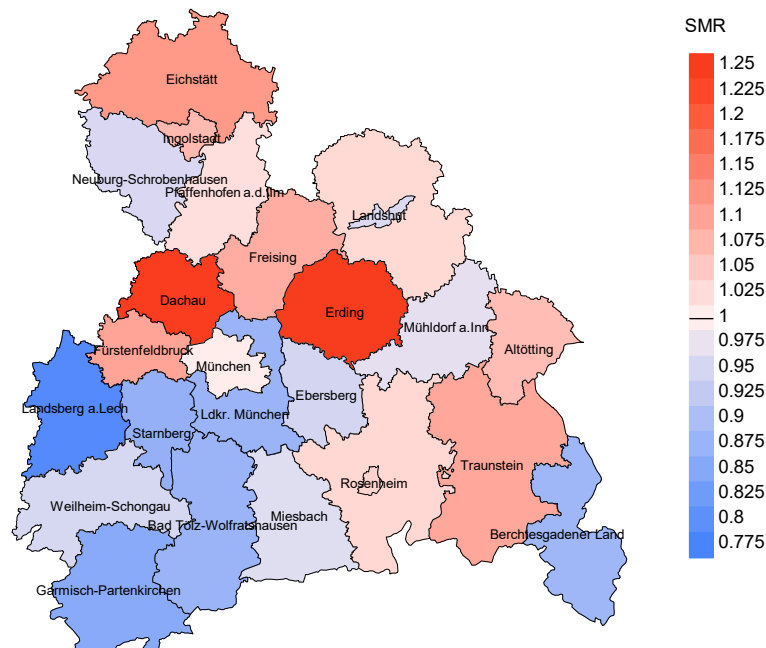 SMR
1.25
1.225
1.2
1.175
1.15
1.125
1.1
1.075
1.05
1.025
1
0.975
0.95
0.925
0.9
0.875
0.85
0.825
0.8
0.775
Eichstätt
Ingolstadt
Neuburg-Schrobenhausen
Pfaffenhofen a.d.Ilm
Landshut
Freising
Dachau
Erding
Mühldorf a.Inn
Altötting
Fürstenfeldbruck
München
Ebersberg
Landsberg a.Lech
Ldkr. München
Starnberg
Traunstein
Rosenheim
Weilheim-Schongau
Miesbach
Bad Tölz-Wolfratshausen
Berchtesgadener Land
Garmisch-Partenkirchen